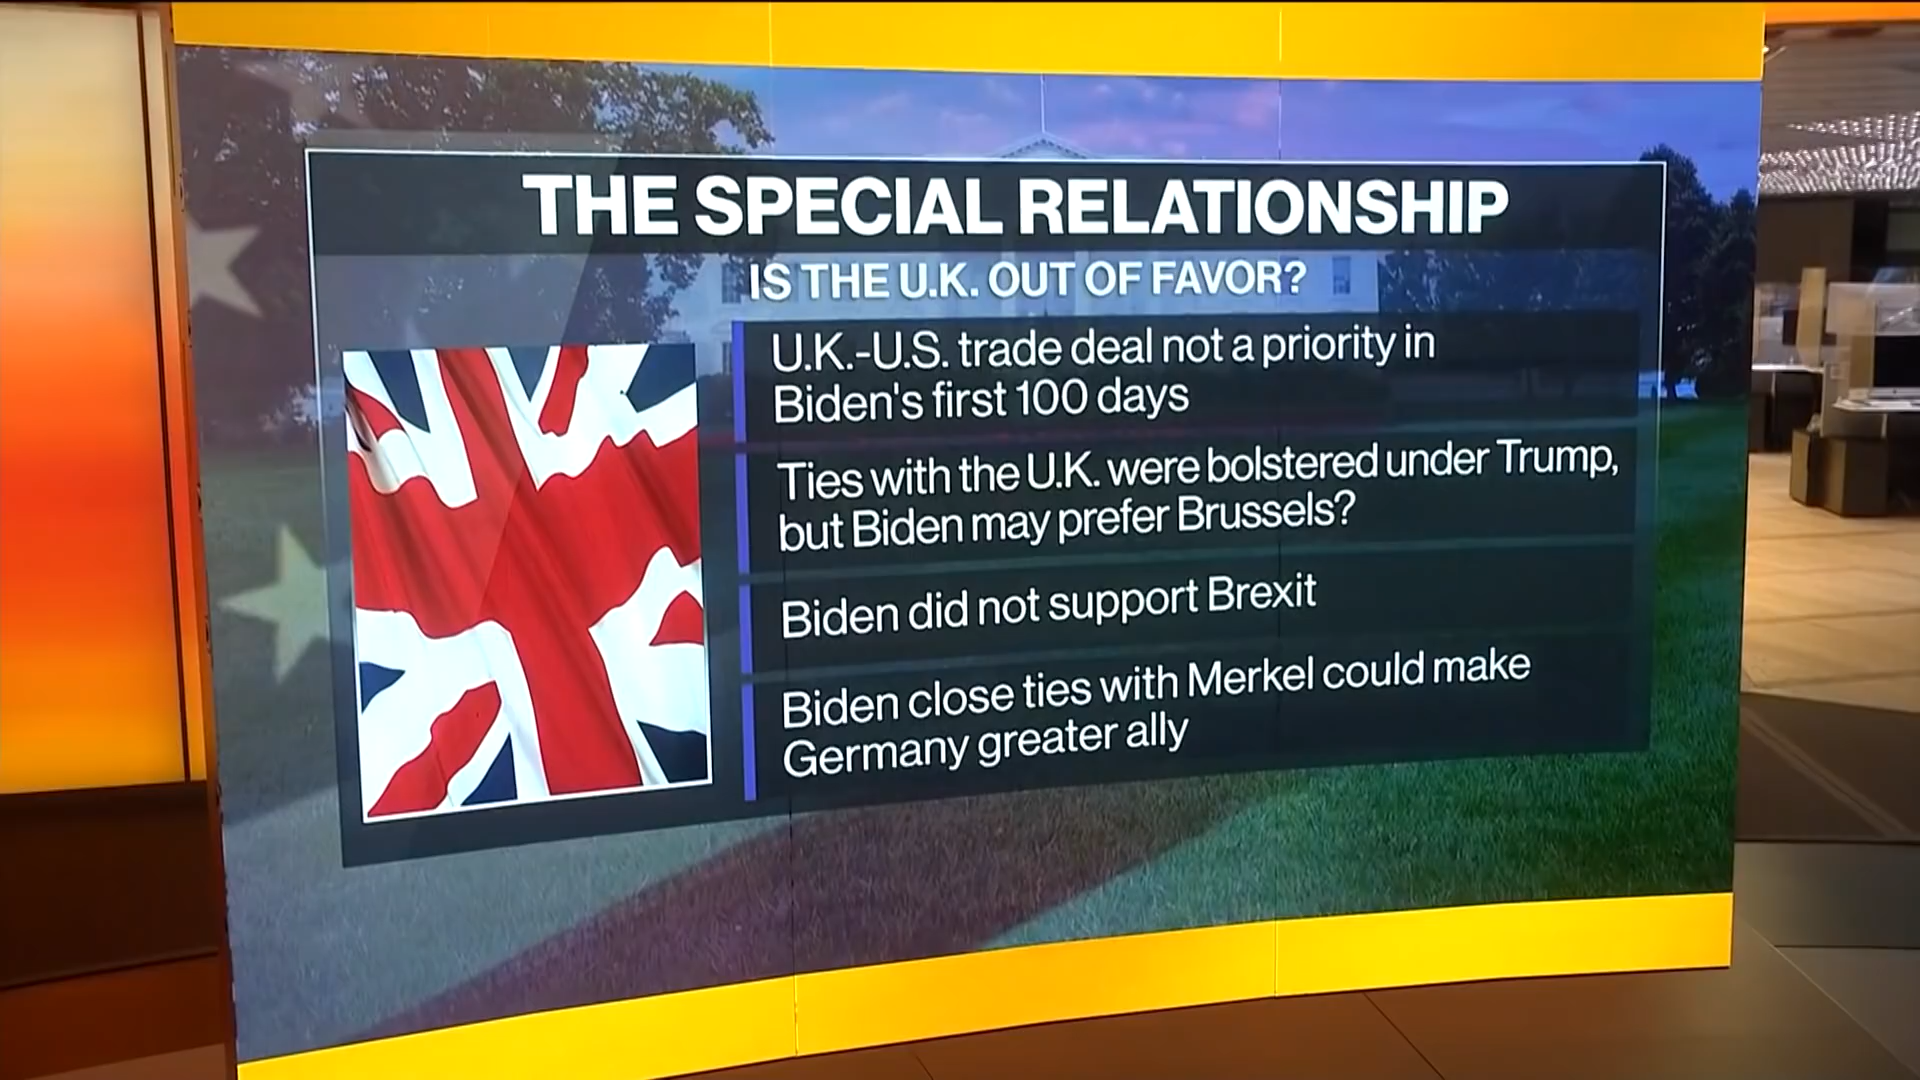 THE SPECIAL RELATIONSHIP
IS THE U.K. OUT OF FAVOR?
U.K.-U.S. trade deal not a priority in
Biden's first 100 days
Ties with the U.K. were bolstered under Trump,
but Biden may prefer Brussels?
Biden did not support Brexit
Biden close ties with Merkel could make
Germany greater ally